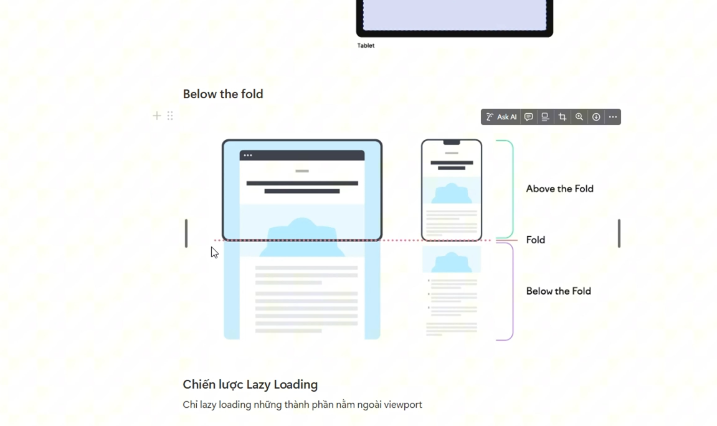 Tablet
Below the fold
Ask AI
Above the Fold
Fold
Below the Fold
Chiến lược Lazy Loading
Chỉ lazy loading những thành phần nằm ngoài viewport